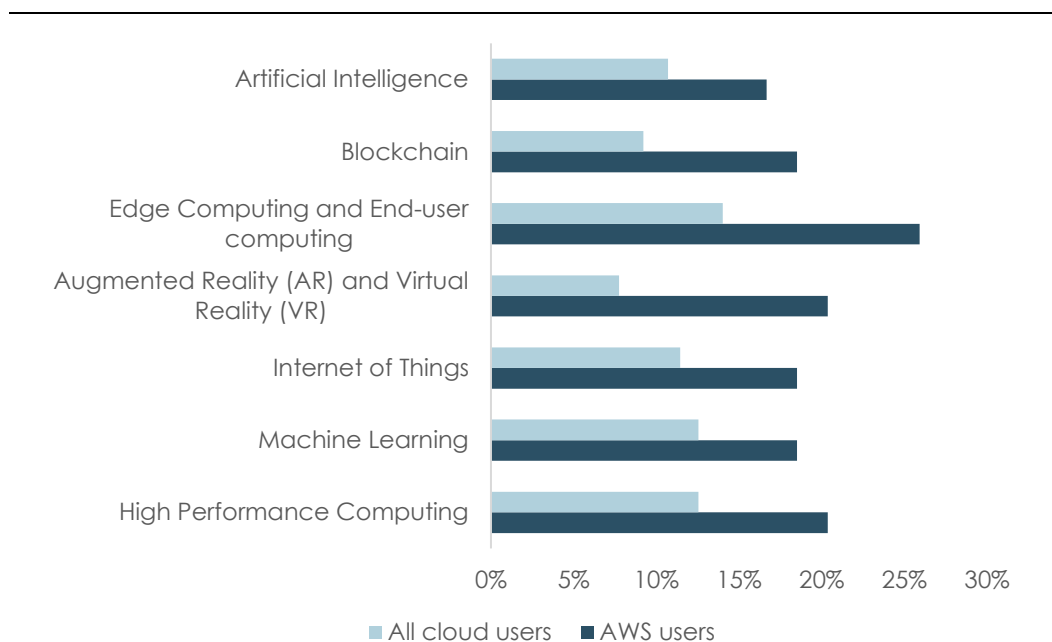 Artificial Intelligence
Blockchain
Edge Computing and End-user
computing
Augmented Reality (AR) and Virtual
Reality (VR)
Internet of Things
Machine Learning
High Performance Computing
0% 5% 10% 15% 20% 25% 30%
All cloud users AWS users